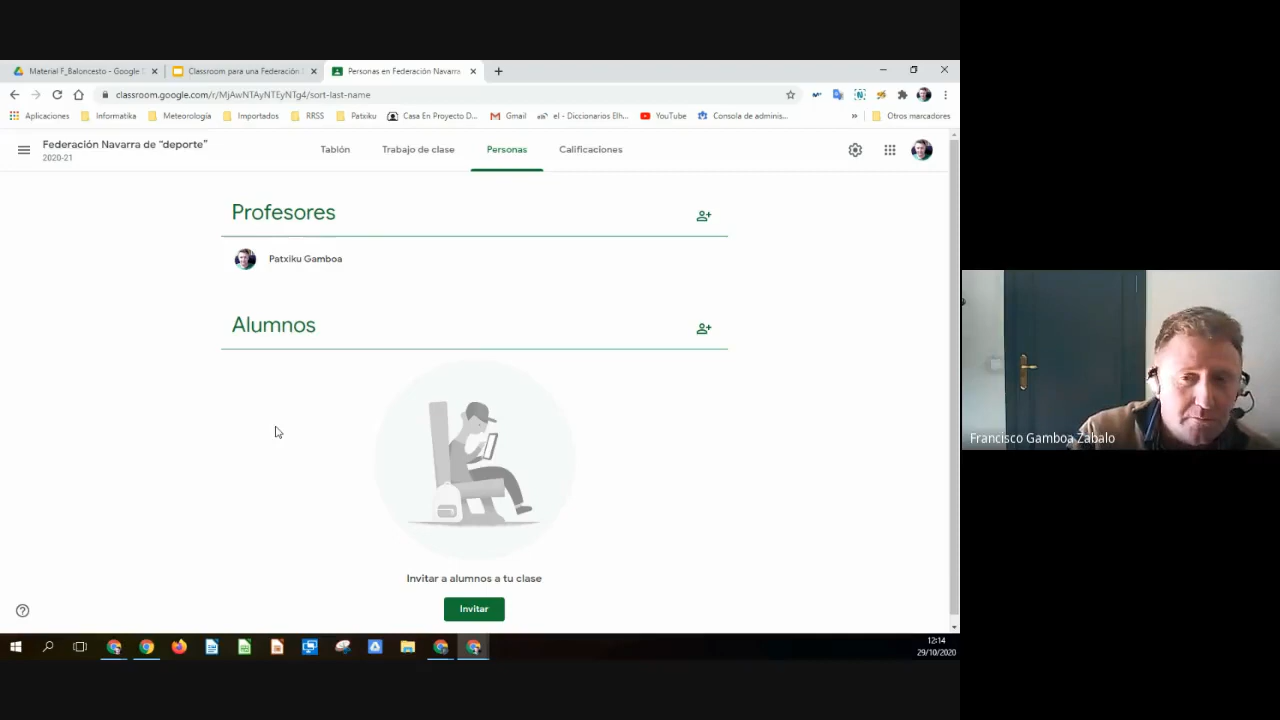 Material F_Baloncesto - Google
Classroom para una Federación
Personas en Federación Navarra
classroom.google.com/r/MjAwNTAyNTEyNTg4/sort-last-name
Aplicaciones
Informatika
Meteorología
Importados
RRSS
Patxiku
Casa En Proyecto D...
Gmail
el - Diccionarios Elh...
YouTube
Consola de adminis...
»
Otros marcadores
Federación Navarra de "deporte"
2020-21
Tablón
Trabajo de clase
Personas
Calificaciones
Profesores
Patxiku Gamboa
Alumnos
Invitar a alumnos a tu clase
Invitar
12:14
29/10/2020
Francisco Gamboa Zabalo